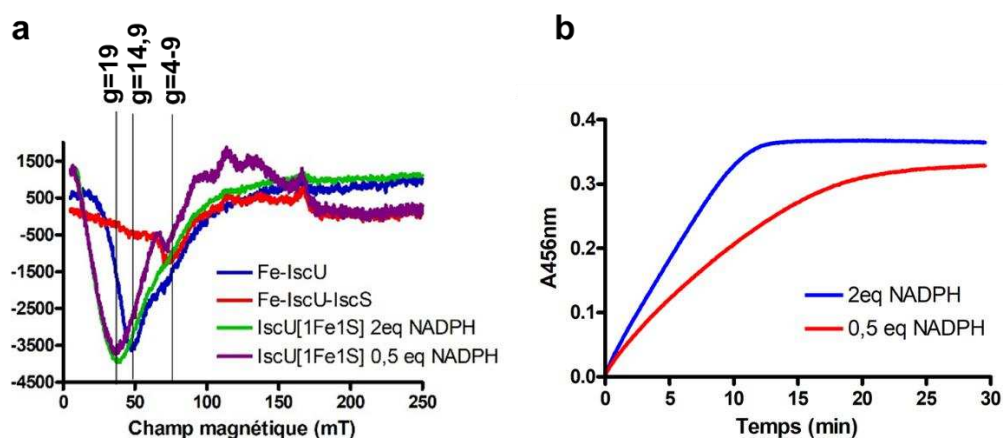 a
g=19
g=14,9
g=4-9
1500
500
-500
-1500
-2500
-3500
-4500
0
50
100
150
200
250
Champ magnétique (mT)
Fe-IscU
Fe-IscU-IscS
IscU[1Fe1S] 2eq NADPH
IscU[1Fe1S] 0,5 eq NADPH
b
A456nm
0.4
0.3
0.2
0.1
0.0
0
5
10
15
20
25
30
Temps (min)
2eq NADPH
0,5 eq NADPH